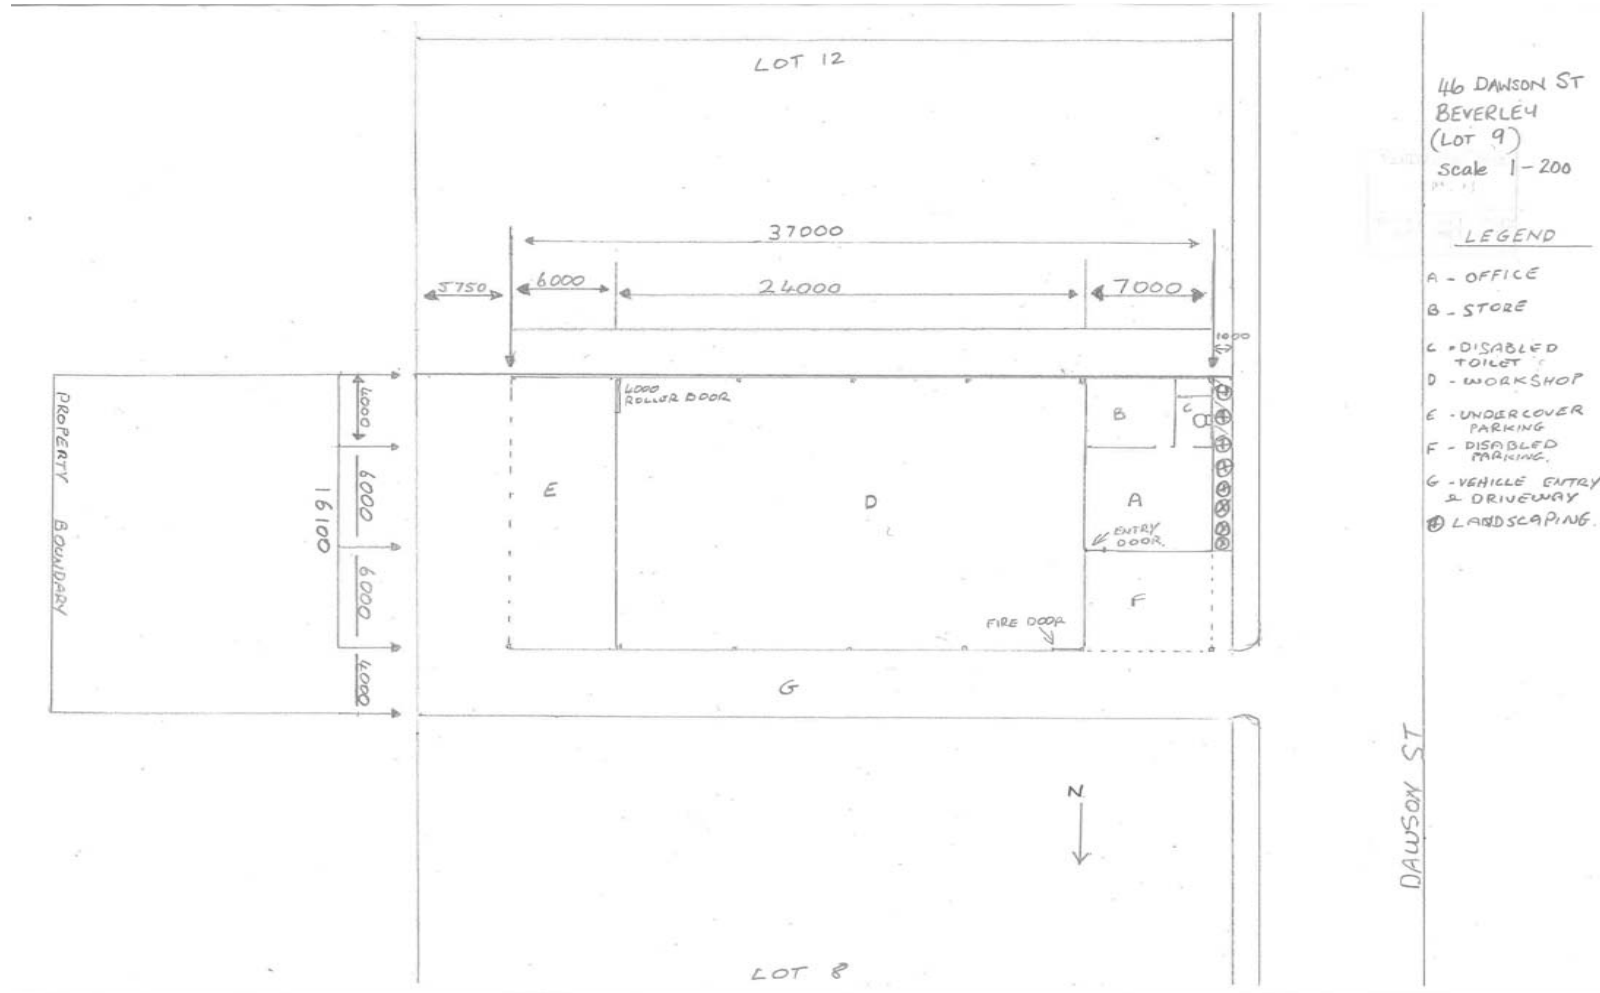 LOT 12
46 DAWSON ST
BEVERLEY
(LOT 9)
Scale 1-200
LEGEND
A - OFFICE
B - STORE
C - DISABLED
TOILET
D - WORKSHOP
E - UNDERCOVER
PARKING
F - DISABLED
PARKING.
G - VEHICLE ENTRY
& DRIVEWAY
LANDSCAPING.
37000
5750
6000
24000
7000
1000
4000
ROLLER DOOR
B
C
E
D
A
ENTRY
DOOR
F
FIRE DOOR
G
PROPERTY BOUNDARY
16100
4000
6000
6000
4000
N
DAWSON ST
LOT 8